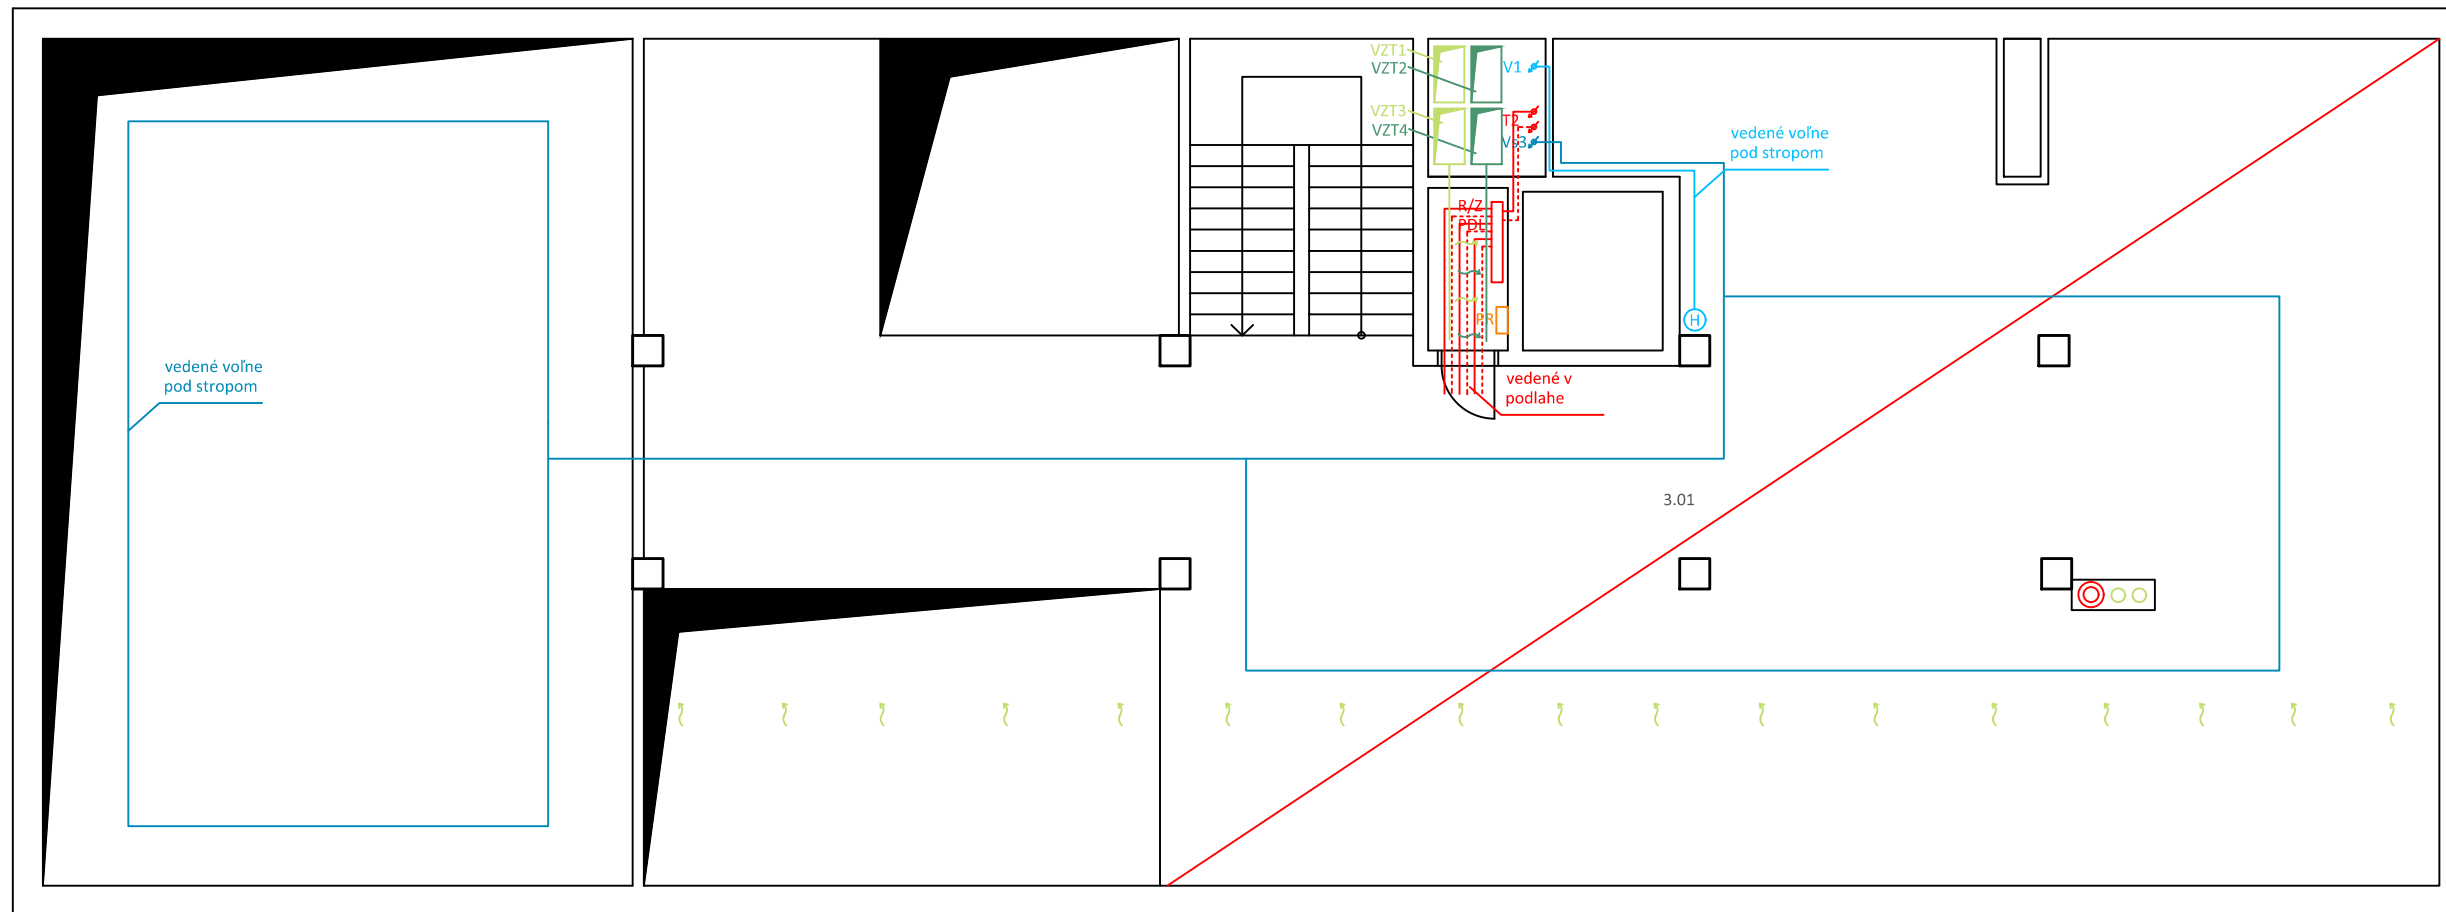 VZT1
VZT2
V1
VZT3
VZT4
T2
Vs3
vedené voľne
pod stropom
R/Z
PDL
PR
H
vedené voľne
pod stropom
vedené v
podlahe
3.01